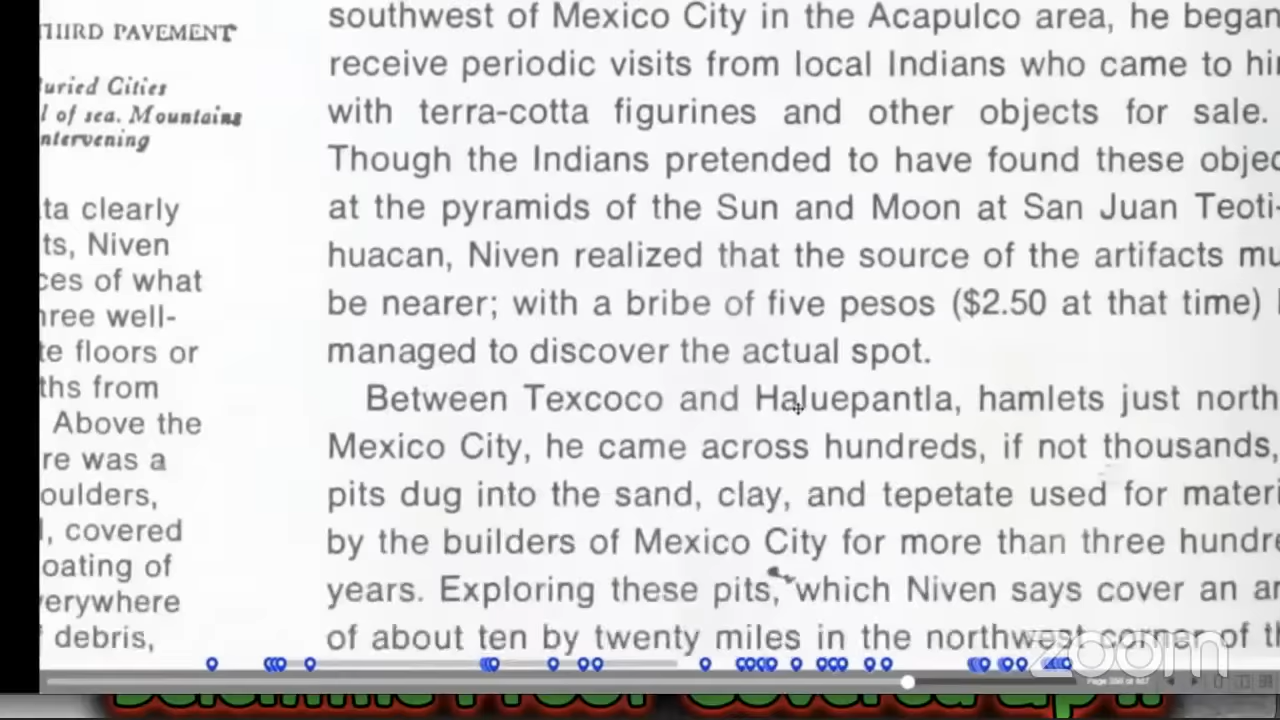 THIRD PAVEMENT
uried Cities
l of sea. Mountains
ntervening
ta clearly
ts, Niven
ces of what
hree well-
te floors or
ths from
Above the
re was a
oulders,
l, covered
oating of
verywhere
debris,
southwest of Mexico City in the Acapulco area, he began
receive periodic visits from local Indians who came to hi
with terra-cotta figurines and other objects for sale.
Though the Indians pretended to have found these objec
at the pyramids of the Sun and Moon at San Juan Teoti-
huacan, Niven realized that the source of the artifacts mu
be nearer; with a bribe of five pesos ($2.50 at that time)
managed to discover the actual spot.
Between Texcoco and Haluepantla, hamlets just north
Mexico City, he came across hundreds, if not thousands,
pits dug into the sand, clay, and tepetate used for materi
by the builders of Mexico City for more than three hundre
years. Exploring these pits, which Niven says cover an ar
of about ten by twenty miles in the northwest corner of t
zoom